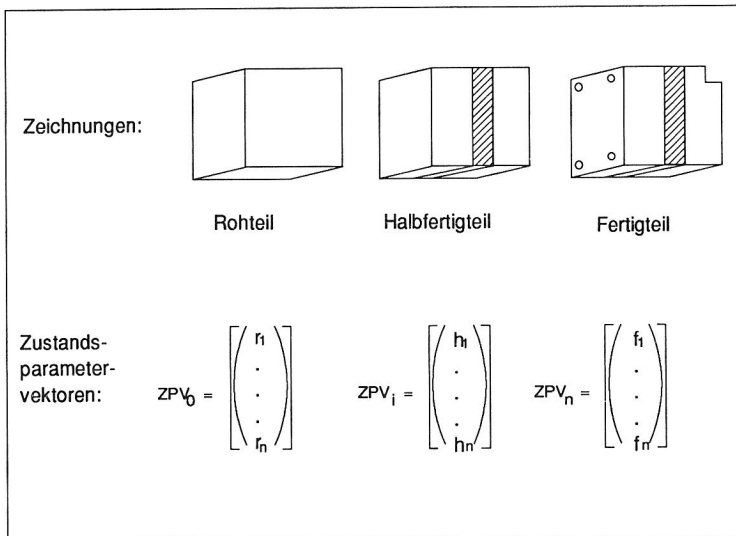 Zeichnungen:
Rohteil Halbfertigteil Fertigteil
Zustands-
parameter-
vektoren:
ZPV0 = r1 . . . rn
ZPVi = h1 . . . hn
ZPVn = f1 . . . fn